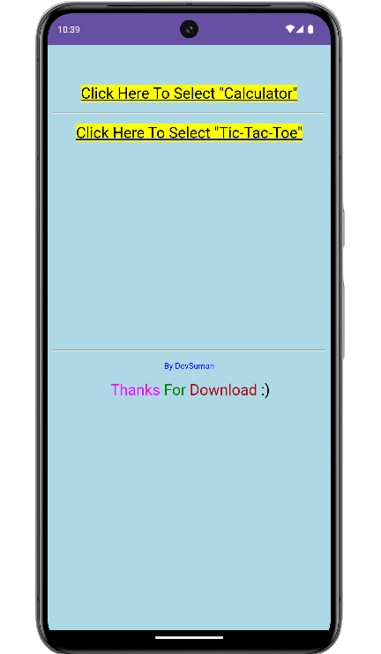 10:39
Click Here To Select "Calculator"
Click Here To Select "Tic-Tac-Toe"
By DevSuman
Thanks For Download :)